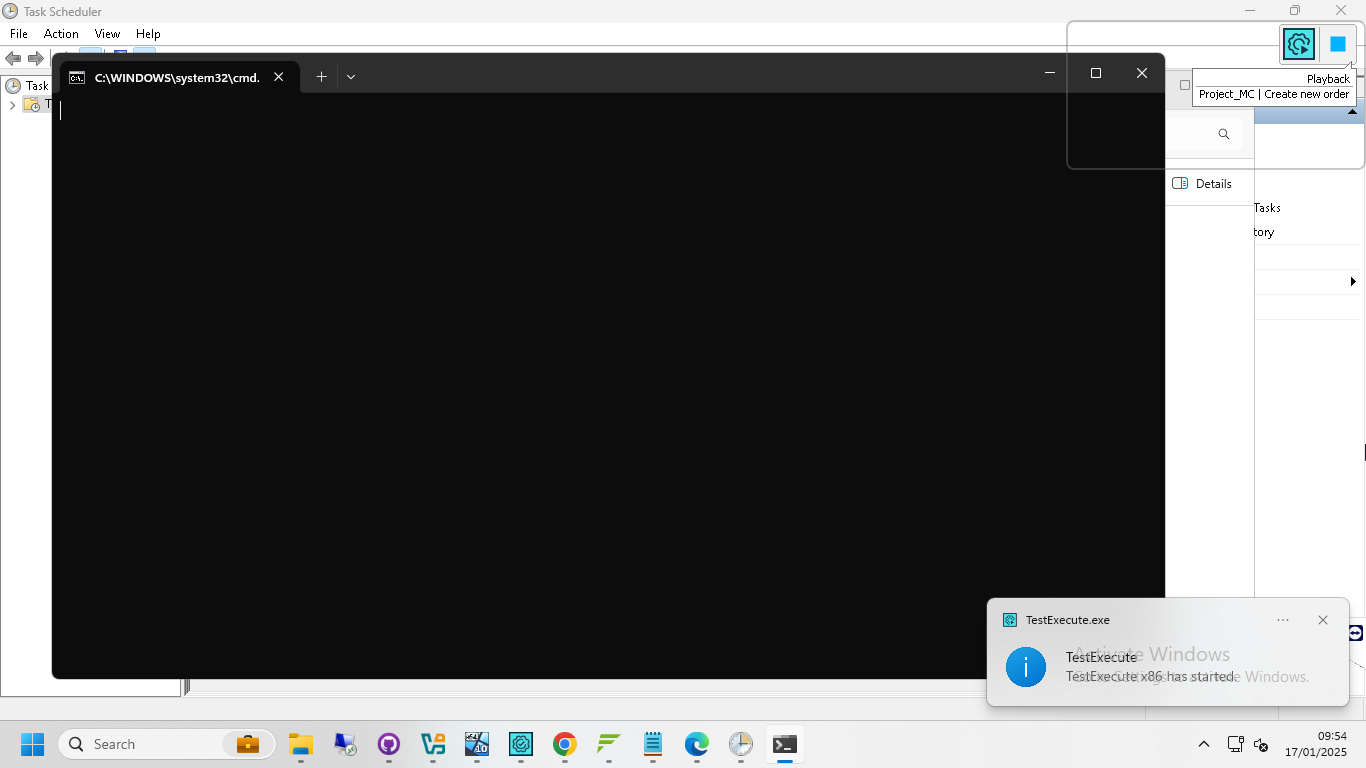 Task Scheduler
File Action View Help
C:\WINDOWS\system32\cmd.
Playback
Project_MC | Create new order
Task
T
Details
Tasks
tory
TestExecute.exe
TestExecute
TestExecute x86 has started.
Activate Windows
Go to Settings to activate Windows.
Search
09:54
17/01/2025